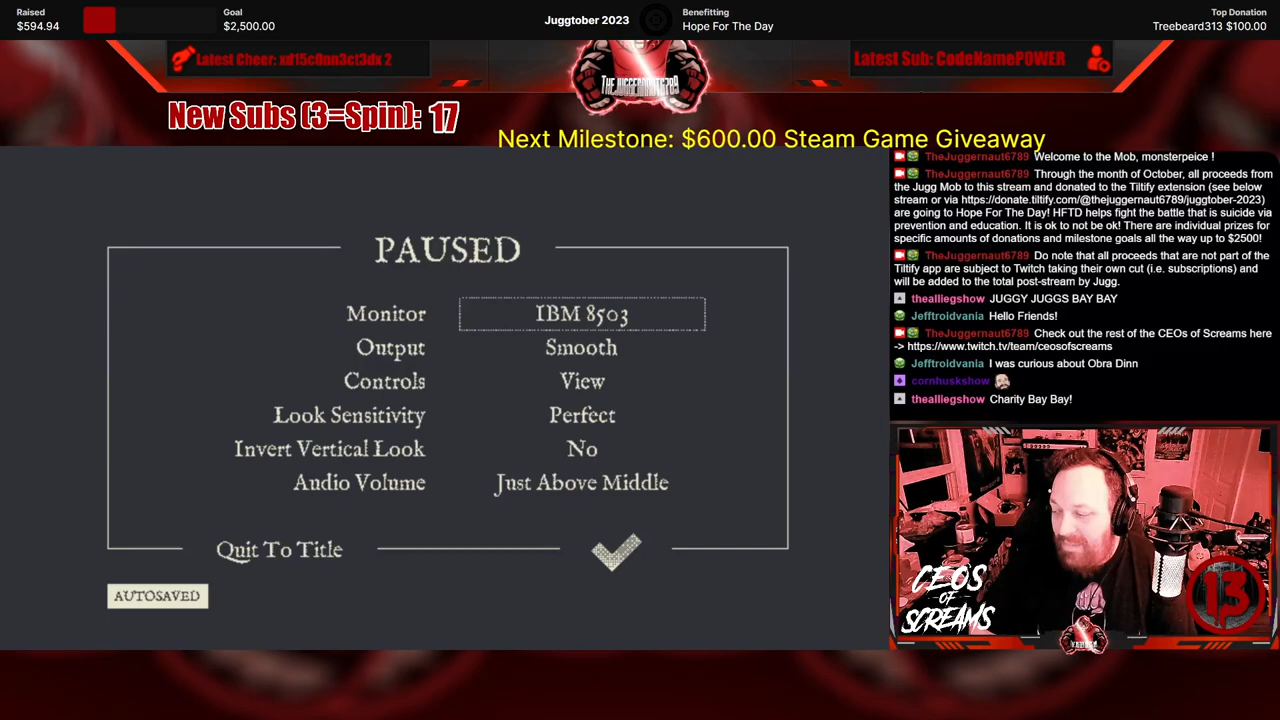 Raised
$594.94
Goal
$2,500.00
Juggtober 2023
Benefitting
Hope For The Day
Top Donation
Treebeard313 $100.00
Latest Cheer: xd15c0nn3ct3dx 2
THEJUGGERNAUT6789
Latest Sub: CodeNamePOWER
New Subs (3=Spin): 17
Next Milestone: $600.00 Steam Game Giveaway
PAUSED
Monitor IBM 8503
Output Smooth
Controls View
Look Sensitivity Perfect
Invert Vertical Look No
Audio Volume Just Above Middle
Quit To Title
AUTOSAVED
TheJuggernaut6789 Welcome to the Mob, monsterpeice !
TheJuggernaut6789 Through the month of October, all proceeds from
the Jugg Mob to this stream and donated to the Tiltify extension (see below
stream or via https://donate.tiltify.com/@thejuggernaut6789/juggtober-2023)
are going to Hope For The Day! HFTD helps fight the battle that is suicide via
prevention and education. It is ok to not be ok! There are individual prizes for
specific amounts of donations and milestone goals all the way up to $2500!
TheJuggernaut6789 Do note that all proceeds that are not part of the
Tiltify app are subject to Twitch taking their own cut (i.e. subscriptions) and
will be added to the total post-stream by Jugg.
thealliegshow JUGGY JUGGS BAY BAY
Jefftroidvania Hello Friends!
TheJuggernaut6789 Check out the rest of the CEOs of Screams here
-> https://www.twitch.tv/team/ceosofscreams
Jefftroidvania I was curious about Obra Dinn
cornhuskshow
thealliegshow Charity Bay Bay!
CEOS
OF
SCREAMS
13